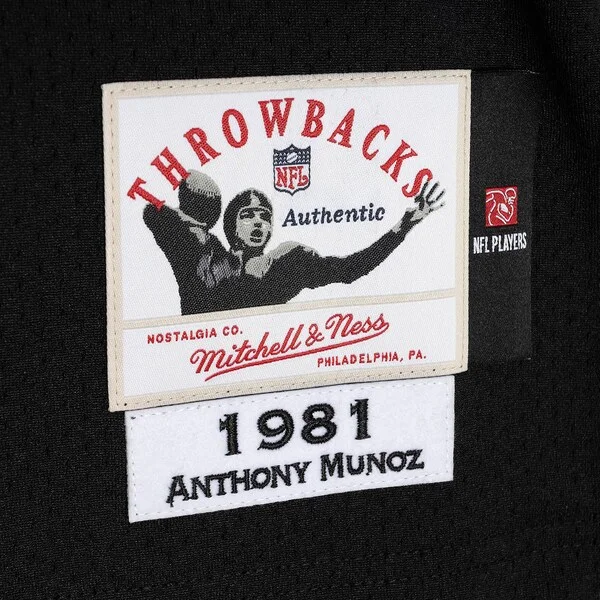 THROWBACKS
NFL
Authentic
NFL PLAYERS
NOSTALGIA CO.
Mitchell & Ness
PHILADELPHIA, PA.
1981
ANTHONY MUNOZ